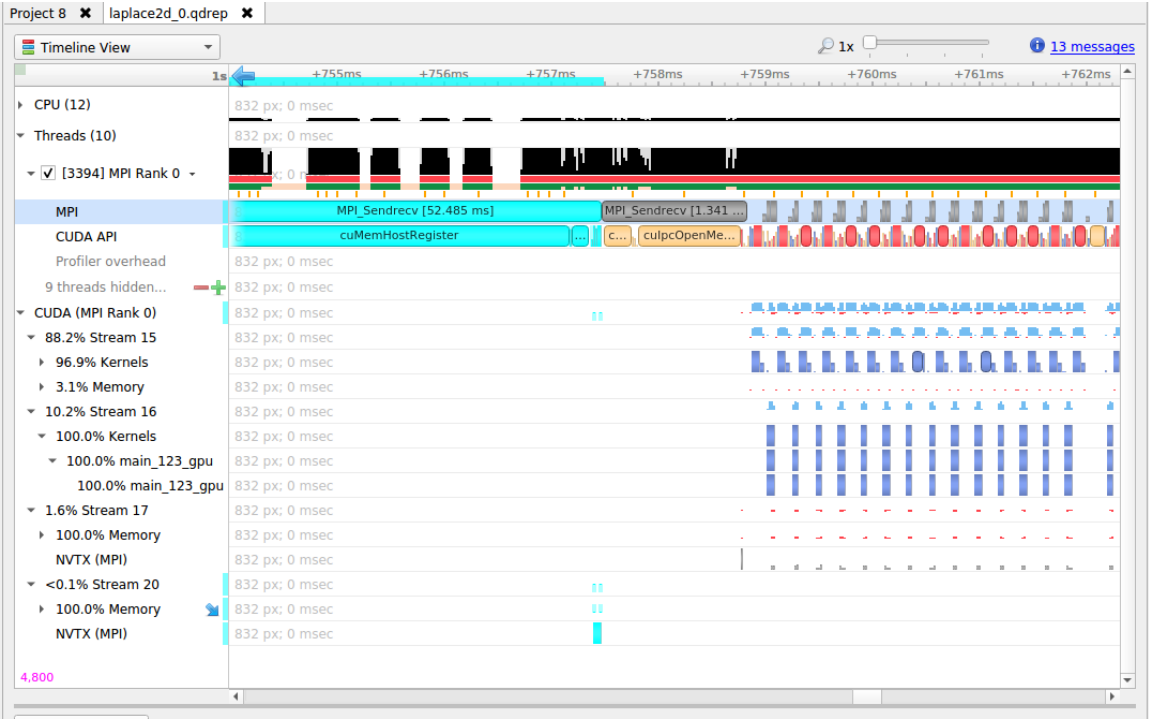 Project 8 ✖ laplace2d_0.qdrep ✖
Timeline View 1x 13 messages
1s +755ms +756ms +757ms +758ms +759ms +760ms +761ms +762ms
CPU (12) 832 px; 0 msec
Threads (10) 832 px; 0 msec
[3394] MPI Rank 0
MPI MPI_Sendrecv [52.485 ms] MPI_Sendrecv [1.341 ...
CUDA API cuMemHostRegister ... c... cuIpcOpenMe...
Profiler overhead 832 px; 0 msec
9 threads hidden... 832 px; 0 msec
CUDA (MPI Rank 0) 832 px; 0 msec
88.2% Stream 15 832 px; 0 msec
96.9% Kernels 832 px; 0 msec
3.1% Memory 832 px; 0 msec
10.2% Stream 16 832 px; 0 msec
100.0% Kernels 832 px; 0 msec
100.0% main_123_gpu 832 px; 0 msec
100.0% main_123_gpu 832 px; 0 msec
1.6% Stream 17 832 px; 0 msec
100.0% Memory 832 px; 0 msec
NVTX (MPI) 832 px; 0 msec
<0.1% Stream 20 832 px; 0 msec
100.0% Memory 832 px; 0 msec
NVTX (MPI) 832 px; 0 msec
4,800